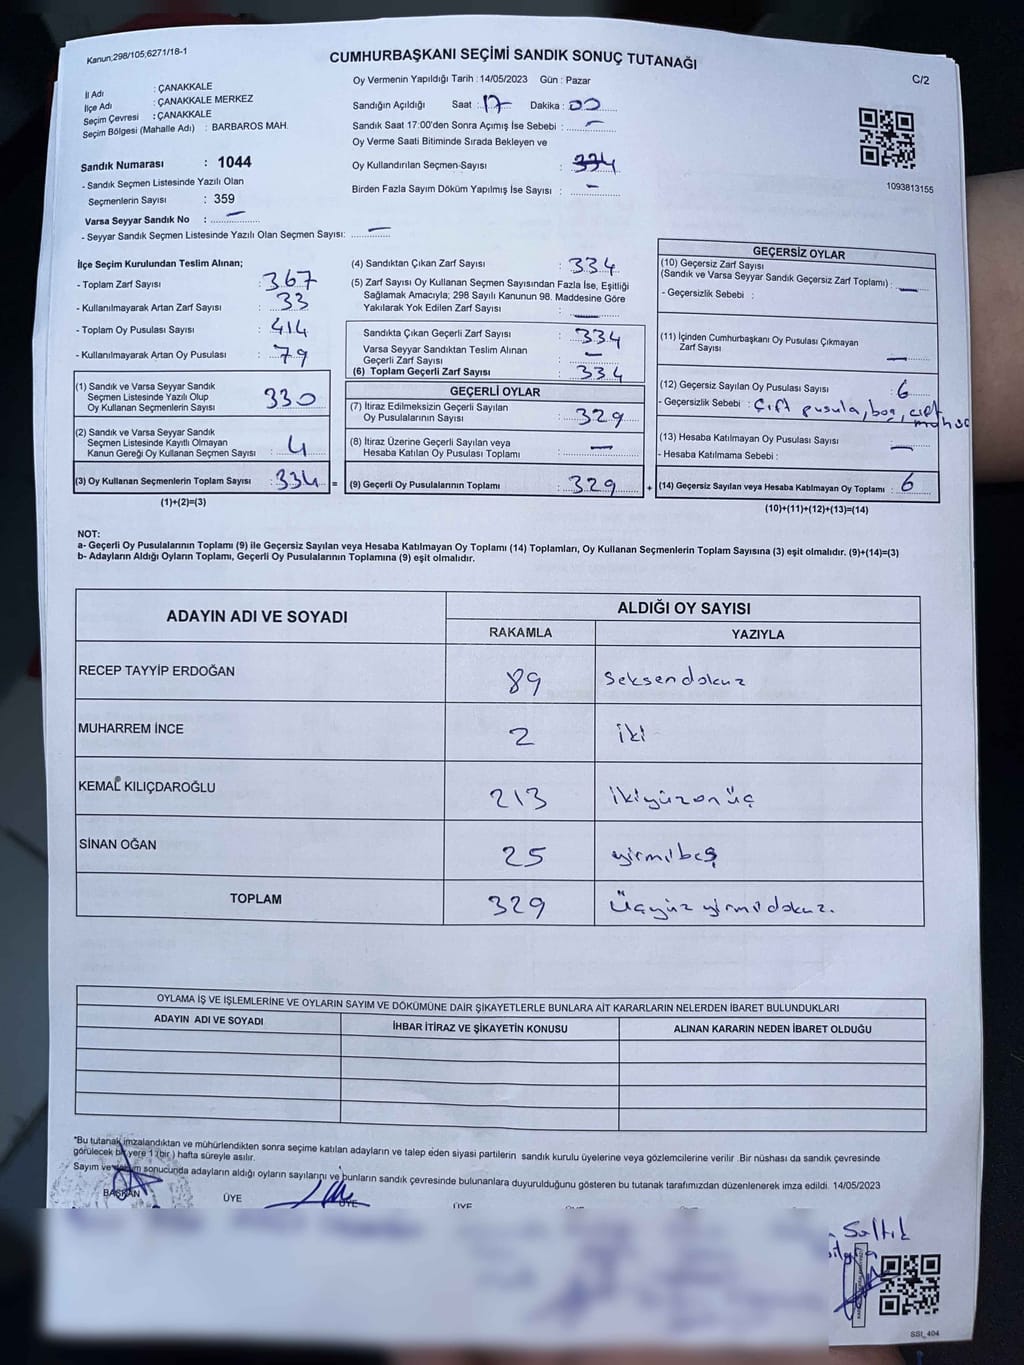 Kanun,298/105,6271/18-1
CUMHURBAŞKANI SEÇİMİ SANDIK SONUÇ TUTANAĞI
C/2
İl Adı : ÇANAKKALE
İlçe Adı : ÇANAKKALE MERKEZ
Seçim Çevresi : ÇANAKKALE
Seçim Bölgesi (Mahalle Adı) : BARBAROS MAH.
Sandık Numarası : 1044
- Sandık Seçmen Listesinde Yazılı Olan
Seçmenlerin Sayısı : 359
Varsa Seyyar Sandık No : —
- Seyyar Sandık Seçmen Listesinde Yazılı Olan Seçmen Sayısı: —
Oy Vermenin Yapıldığı Tarih : 14/05/2023 Gün : Pazar
Sandığın Açıldığı Saat : 17 Dakika : 00
Sandık Saat 17:00'den Sonra Açımış İse Sebebi : —
Oy Verme Saati Bitiminde Sırada Bekleyen ve
Oy Kullandırılan Seçmen Sayısı : 334
Birden Fazla Sayım Döküm Yapılmış İse Sayısı : —
1093813155
İlçe Seçim Kurulundan Teslim Alınan;
- Toplam Zarf Sayısı : 367
- Kullanılmayarak Artan Zarf Sayısı : 33
- Toplam Oy Pusulası Sayısı : 414
- Kullanılmayarak Artan Oy Pusulası : 79
(1) Sandık ve Varsa Seyyar Sandık
Seçmen Listesinde Yazılı Olup
Oy Kullanan Seçmenlerin Sayısı : 330
(2) Sandık ve Varsa Seyyar Sandık
Seçmen Listesinde Kayıtlı Olmayan
Kanun Gereği Oy Kullanan Seçmen Sayısı : 4
(3) Oy Kullanan Seçmenlerin Toplam Sayısı : 334
(1)+(2)=(3)
(4) Sandıktan Çıkan Zarf Sayısı : 334
(5) Zarf Sayısı Oy Kullanan Seçmen Sayısından Fazla İse, Eşitliği
Sağlamak Amacıyla; 298 Sayılı Kanunun 98. Maddesine Göre
Yakılarak Yok Edilen Zarf Sayısı : —
Sandıkta Çıkan Geçerli Zarf Sayısı : 334
Varsa Seyyar Sandıktan Teslim Alınan
Geçerli Zarf Sayısı : —
(6) Toplam Geçerli Zarf Sayısı : 334
GEÇERLİ OYLAR
(7) İtiraz Edilmeksizin Geçerli Sayılan
Oy Pusulalarının Sayısı : 329
(8) İtiraz Üzerine Geçerli Sayılan veya
Hesaba Katılan Oy Pusulası Toplamı : —
= (9) Geçerli Oy Pusulalarının Toplamı : 329 +
GEÇERSİZ OYLAR
(10) Geçersiz Zarf Sayısı
(Sandık ve Varsa Seyyar Sandık Geçersiz Zarf Toplamı) : —
- Geçersizlik Sebebi :
(11) İçinden Cumhurbaşkanı Oy Pusulası Çıkmayan
Zarf Sayısı —
(12) Geçersiz Sayılan Oy Pusulası Sayısı : 6
- Geçersizlik Sebebi : Çift pusula, boş, çift
(13) Hesaba Katılmayan Oy Pusulası Sayısı : —
- Hesaba Katılmama Sebebi :
(14) Geçersiz Sayılan veya Hesaba Katılmayan Oy Toplamı : 6
(10)+(11)+(12)+(13)=(14)
NOT:
a- Geçerli Oy Pusulalarının Toplamı (9) ile Geçersiz Sayılan veya Hesaba Katılmayan Oy Toplamı (14) Toplamları, Oy Kullanan Seçmenlerin Toplam Sayısına (3) eşit olmalıdır. (9)+(14)=(3)
b- Adayların Aldığı Oyların Toplamı, Geçerli Oy Pusulalarının Toplamına (9) eşit olmalıdır.
ADAYIN ADI VE SOYADI
ALDIĞI OY SAYISI
RAKAMLA YAZIYLA
RECEP TAYYİP ERDOĞAN 89 seksendokuz
MUHARREM İNCE 2 iki
KEMAL KILIÇDAROĞLU 213 ikiyüzonüç
SİNAN OĞAN 25 yirmibeş
TOPLAM 329 Üçyüz yirmidokuz.
OYLAMA İŞ VE İŞLEMLERİNE VE OYLARIN SAYIM VE DÖKÜMÜNE DAİR ŞİKAYETLERLE BUNLARA AİT KARARLARIN NELERDEN İBARET BULUNDUKLARI
ADAYIN ADI VE SOYADI İHBAR İTİRAZ VE ŞİKAYETİN KONUSU ALINAN KARARIN NEDEN İBARET OLDUĞU
*Bu tutanak imzalandıktan ve mühürlendikten sonra seçime katılan adayların ve talep eden siyasi partilerin sandık kurulu üyelerine veya gözlemcilerine verilir .Bir nüshası da sandık çevresinde
görülecek bir yere 1 (bir ) hafta süreyle asılır.
Sayım ve döküm sonucunda adayların aldığı oyların sayılarını ve bunların sandık çevresinde bulunanlara duyurulduğunu gösteren bu tutanak tarafımızdan düzenlenerek imza edildi. 14/05/2023
BAŞKAN ÜYE ÜYE ÜYE
Saltık
SSI_404